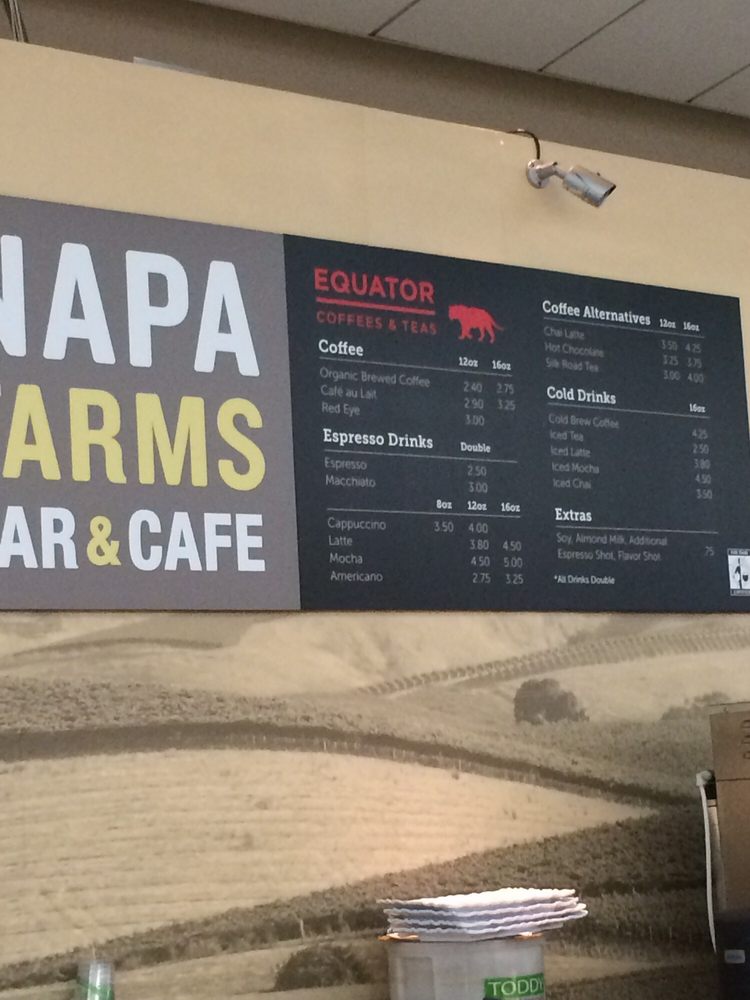 NAPA
FARMS
AR & CAFE
EQUATOR
COFFEES & TEAS
Coffee 12oz 16oz
Organic Brewed Coffee 2.40 2.75
Café au Lait 2.90 3.25
Red Eye 3.00
Espresso Drinks Double
Espresso 2.50
Macchiato 3.00
8oz 12oz 16oz
Cappuccino 3.50 4.00
Latte 3.80 4.50
Mocha 4.50 5.00
Americano 2.75 3.25
Coffee Alternatives 12oz 16oz
Chai Latte 3.50 4.25
Hot Chocolate 3.25 3.75
Silk Road Tea 3.00 4.00
Cold Drinks 16oz
Cold Brew Coffee 4.25
Iced Tea 2.50
Iced Latte 3.80
Iced Mocha 4.50
Iced Chai 3.50
Extras
Soy, Almond Milk, Additional
Espresso Shot, Flavor Shot .75
*All Drinks Double
TODDY